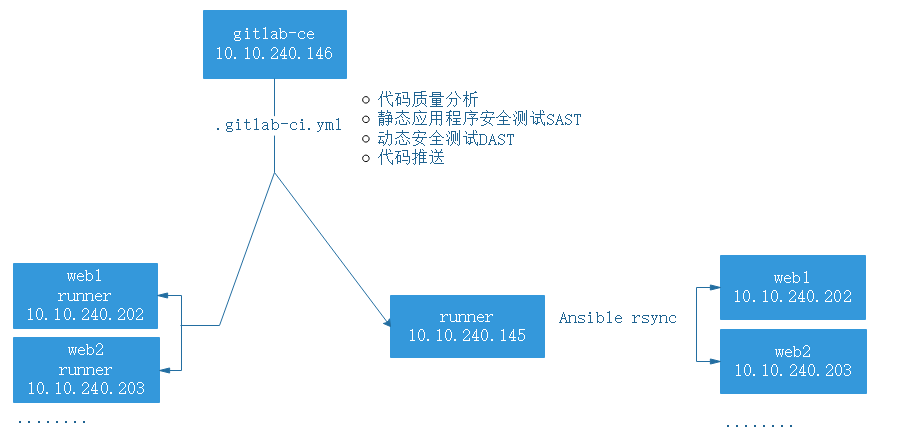 gitlab-ce
10.10.240.146
.gitlab-ci.yml
代码质量分析
静态应用程序安全测试SAST
动态安全测试DAST
代码推送
web1
runner
10.10.240.202
web2
runner
10.10.240.203
........
runner
10.10.240.145
Ansible rsync
web1
10.10.240.202
web2
10.10.240.203
........